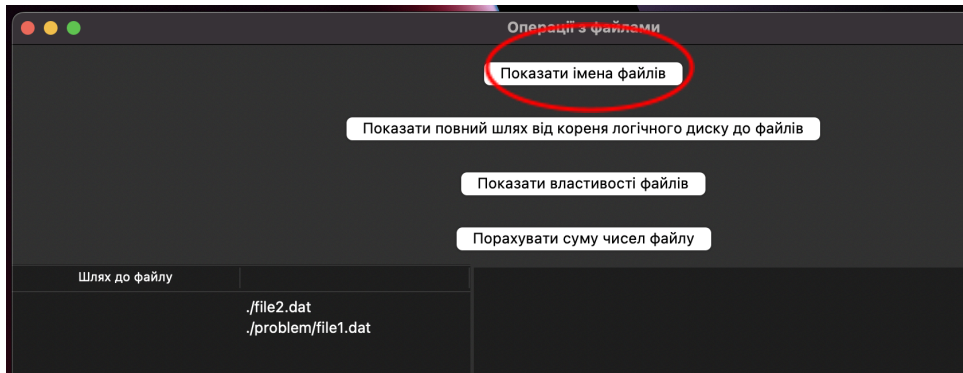 Операції з файлами
Показати імена файлів
Показати повний шлях від кореня логічного диску до файлів
Показати властивості файлів
Порахувати суму чисел файлу
Шлях до файлу
./file2.dat
./problem/file1.dat